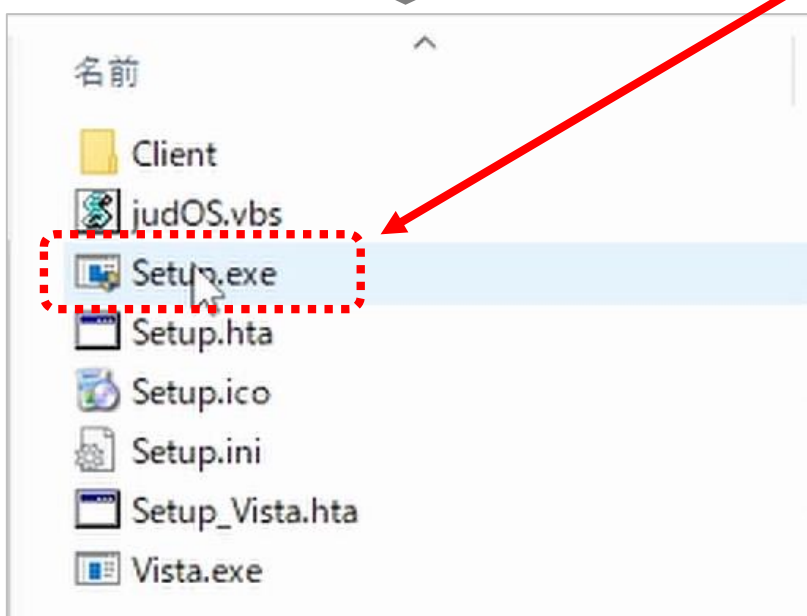 名前
Client
judOS.vbs
Setup.exe
Setup.hta
Setup.ico
Setup.ini
Setup_Vista.hta
Vista.exe